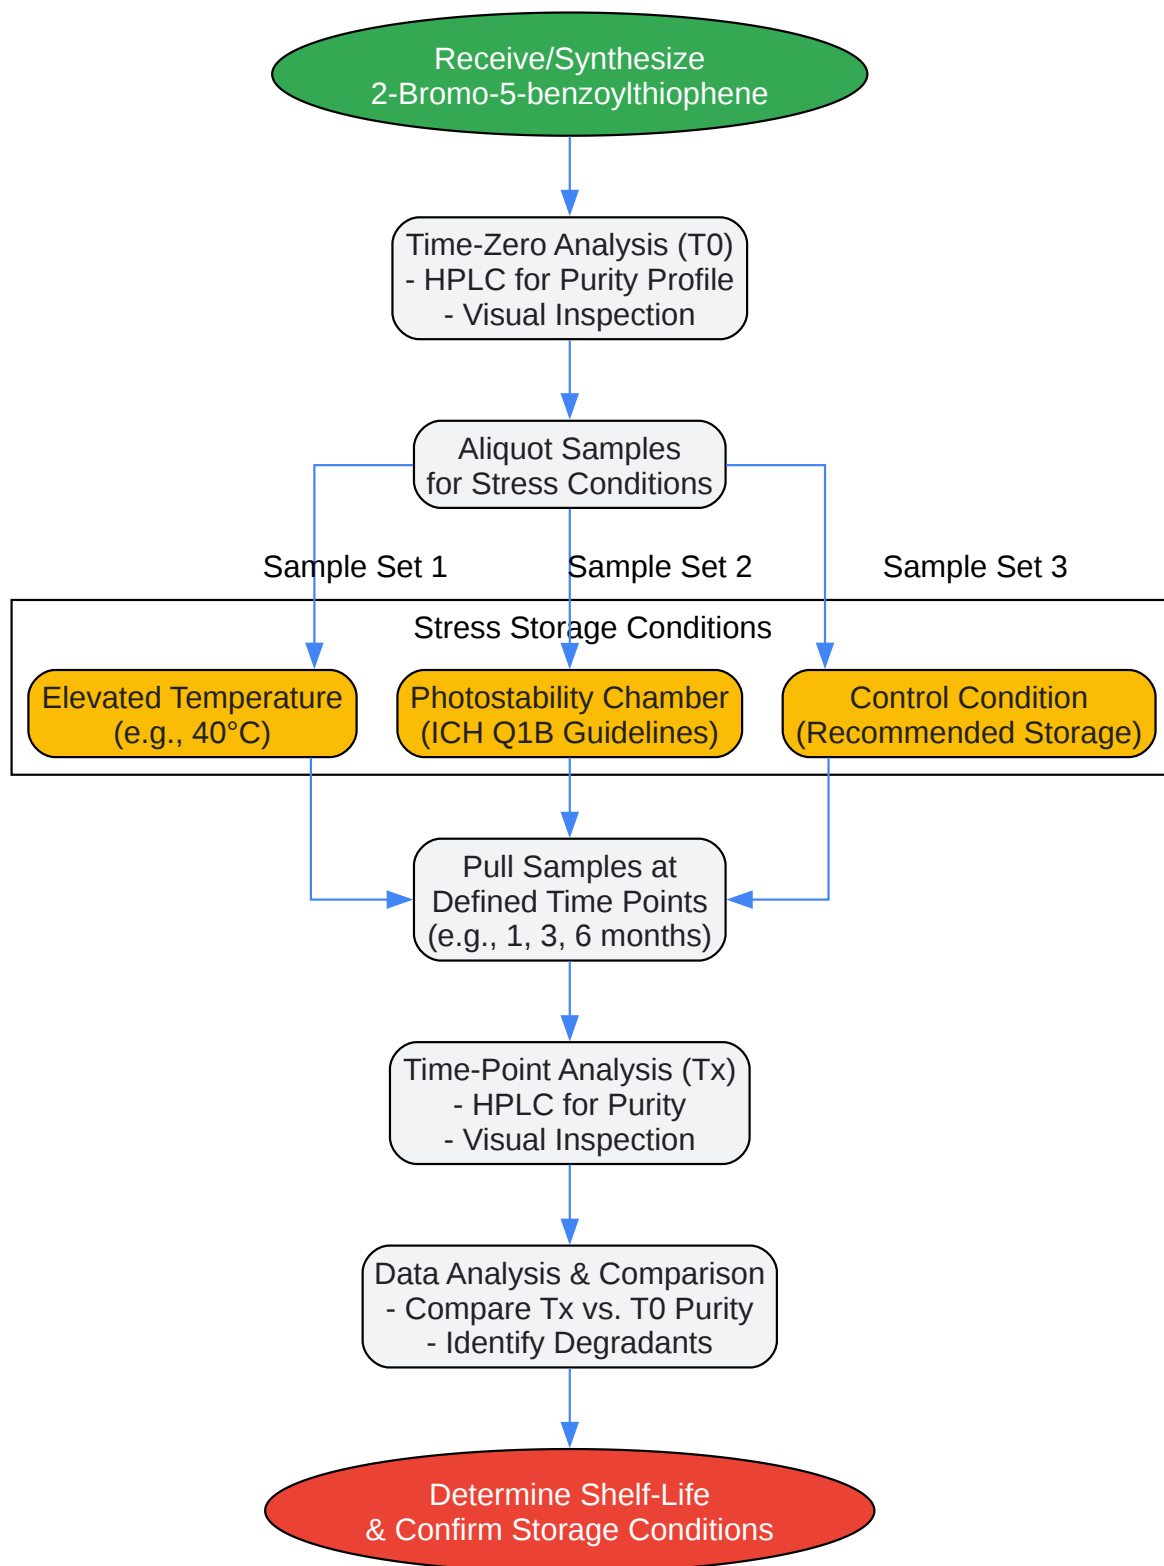 Receive/Synthesize
2-Bromo-5-benzoylthiophene
Time-Zero Analysis (T0)
- HPLC for Purity Profile
- Visual Inspection
Aliquot Samples
for Stress Conditions
Sample Set 1
Sample Set 2
Sample Set 3
Stress Storage Conditions
Elevated Temperature
(e.g., 40°C)
Photostability Chamber
(ICH Q1B Guidelines)
Control Condition
(Recommended Storage)
Pull Samples at
Defined Time Points
(e.g., 1, 3, 6 months)
Time-Point Analysis (Tx)
- HPLC for Purity
- Visual Inspection
Data Analysis & Comparison
- Compare Tx vs. T0 Purity
- Identify Degradants
Determine Shelf-Life
& Confirm Storage Conditions